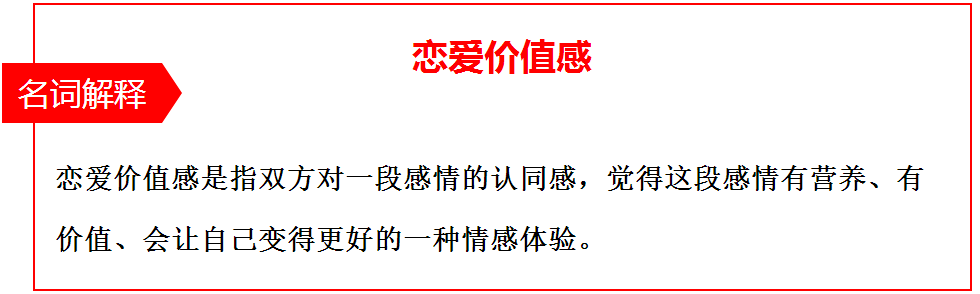 恋爱价值感
名词解释
恋爱价值感是指双方对一段感情的认同感，觉得这段感情有营养、有
价值、会让自己变得更好的一种情感体验。